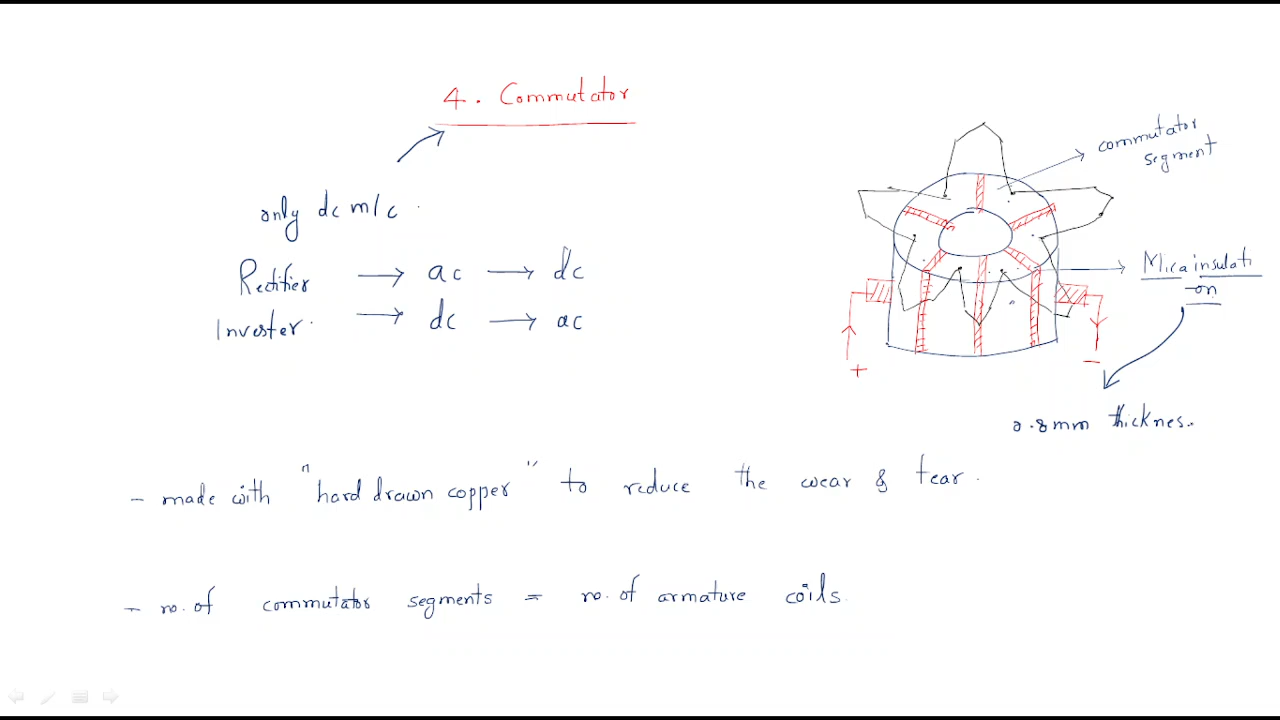 4. Commutator
only dc m/c.
Rectifier → ac → dc
Invester. → dc → ac
commutator
segment
Mica insulati
-on
+
−
0.8mm thicknes.
- made with "hard drawn copper" to reduce the wear & tear.
- no. of commutator segments = no. of armature coils.